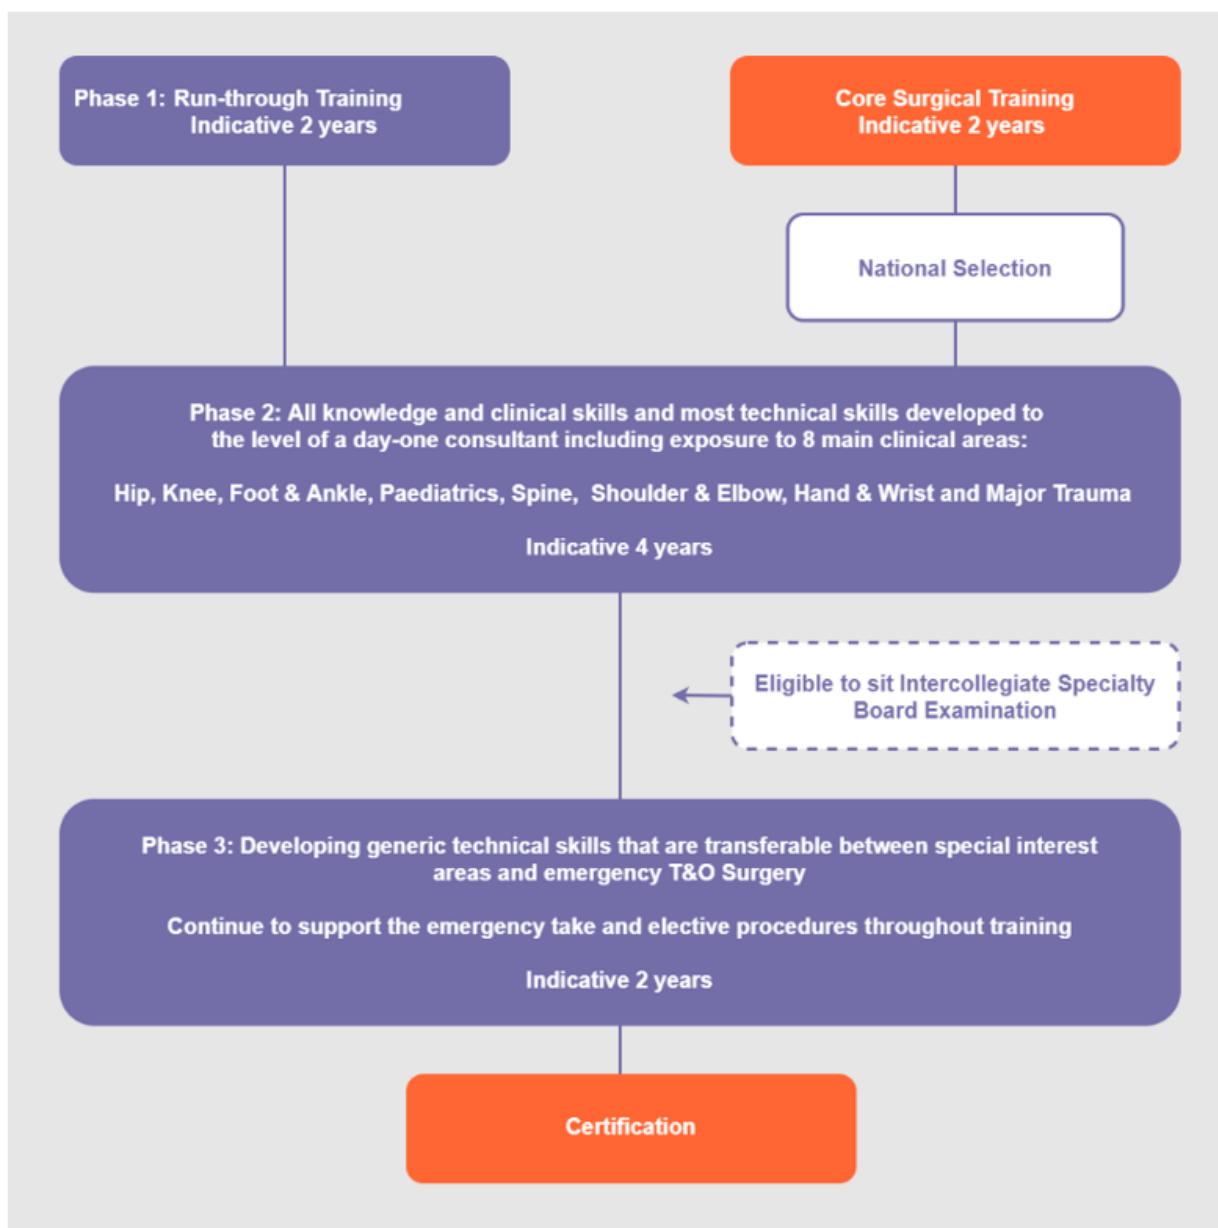 Phase 1: Run-through Training
Indicative 2 years
Core Surgical Training
Indicative 2 years
National Selection
Phase 2: All knowledge and clinical skills and most technical skills developed to
the level of a day-one consultant including exposure to 8 main clinical areas:
Hip, Knee, Foot & Ankle, Paediatrics, Spine, Shoulder & Elbow, Hand & Wrist and Major Trauma
Indicative 4 years
Eligible to sit Intercollegiate Specialty
Board Examination
Phase 3: Developing generic technical skills that are transferable between special interest
areas and emergency T&O Surgery
Continue to support the emergency take and elective procedures throughout training
Indicative 2 years
Certification